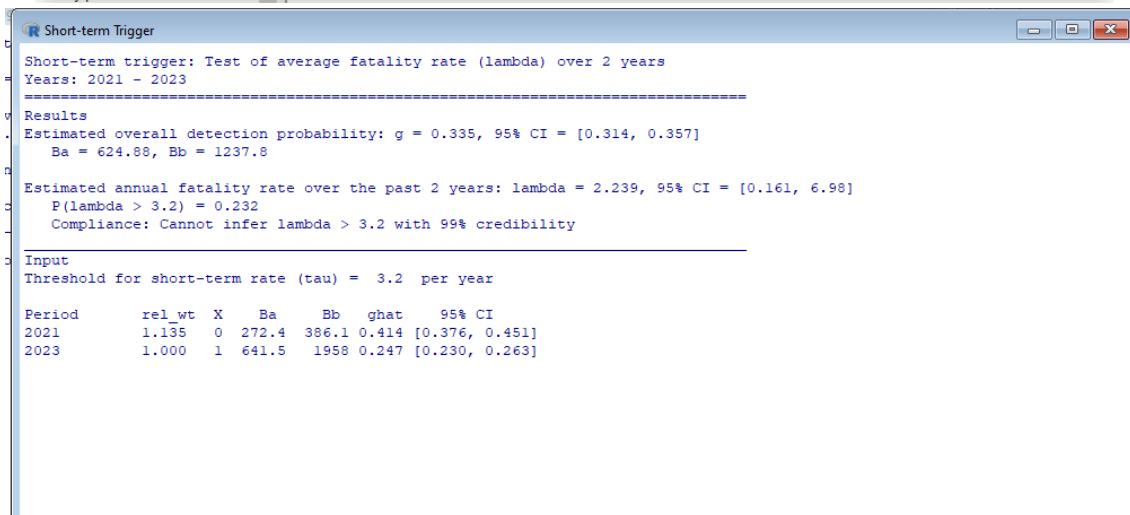 Short-term Trigger
Short-term trigger: Test of average fatality rate (lambda) over 2 years
Years: 2021 - 2023
================================================================================
Results
Estimated overall detection probability: g = 0.335, 95% CI = [0.314, 0.357]
Ba = 624.88, Bb = 1237.8
Estimated annual fatality rate over the past 2 years: lambda = 2.239, 95% CI = [0.161, 6.98]
P(lambda > 3.2) = 0.232
Compliance: Cannot infer lambda > 3.2 with 99% credibility
Input
Threshold for short-term rate (tau) =  3.2  per year
Period rel_wt X Ba Bb ghat 95% CI
2021 1.135 0 272.4 386.1 0.414 [0.376, 0.451]
2023 1.000 1 641.5 1958 0.247 [0.230, 0.263]